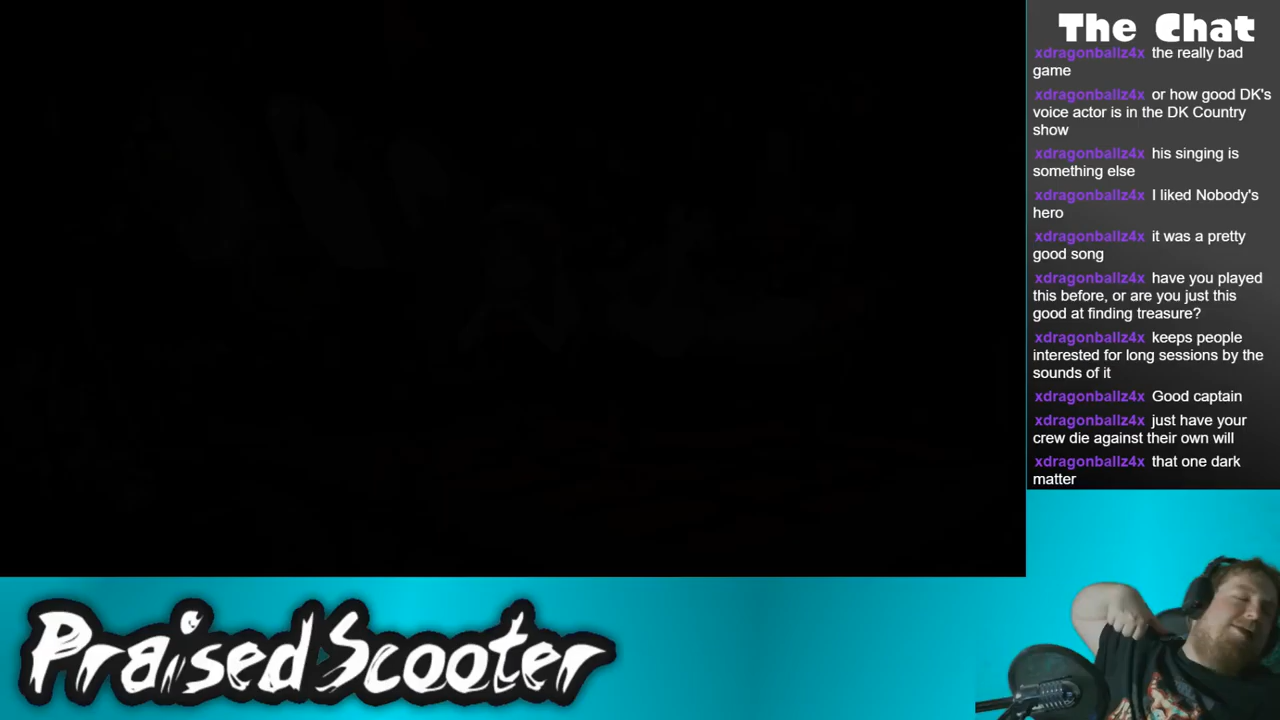 The Chat
xdragonballz4x the really bad
game
xdragonballz4x or how good DK's
voice actor is in the DK Country
show
xdragonballz4x his singing is
something else
xdragonballz4x I liked Nobody's
hero
xdragonballz4x it was a pretty
good song
xdragonballz4x have you played
this before, or are you just this
good at finding treasure?
xdragonballz4x keeps people
interested for long sessions by the
sounds of it
xdragonballz4x Good captain
xdragonballz4x just have your
crew die against their own will
xdragonballz4x that one dark
matter
PraisedScooter